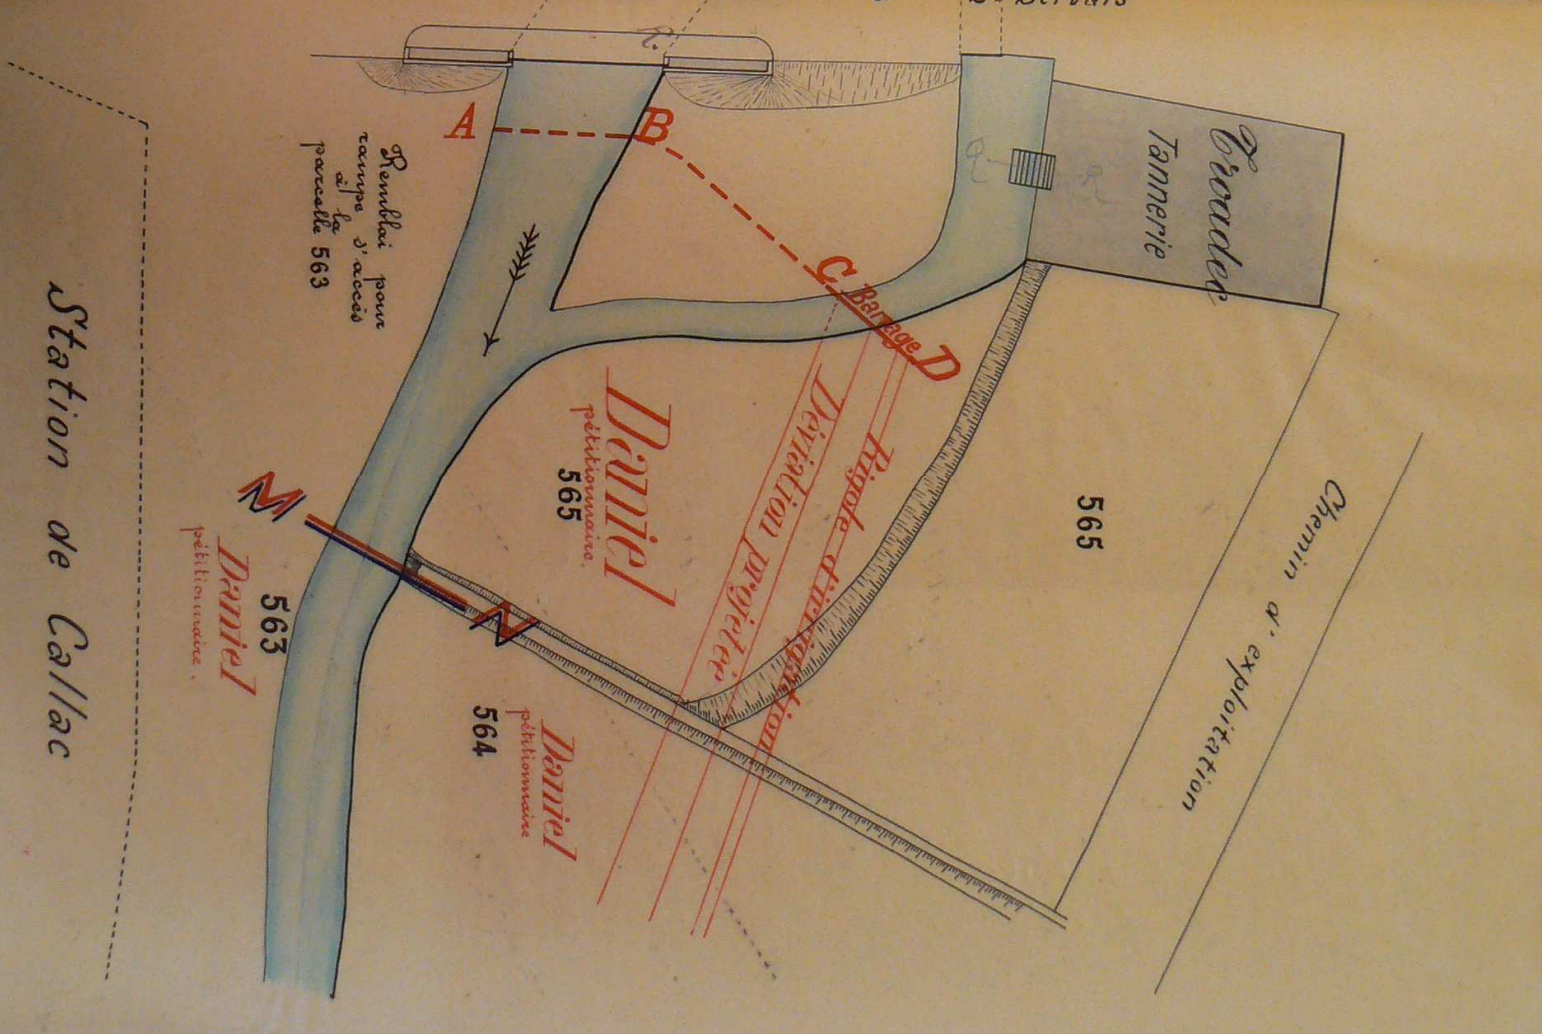 A
B
C
Barrage
D
Remblai pour
rampe d'accès
à la
parcelle 563
Station de Callac
Tannerie
565
Chemin d'exploitation
Déviation projetée
Rigole d'irrigation
Daniel
pétitionnaire.
565
M
N
Daniel
pétitionnaire.
563
Daniel
pétitionnaire
564